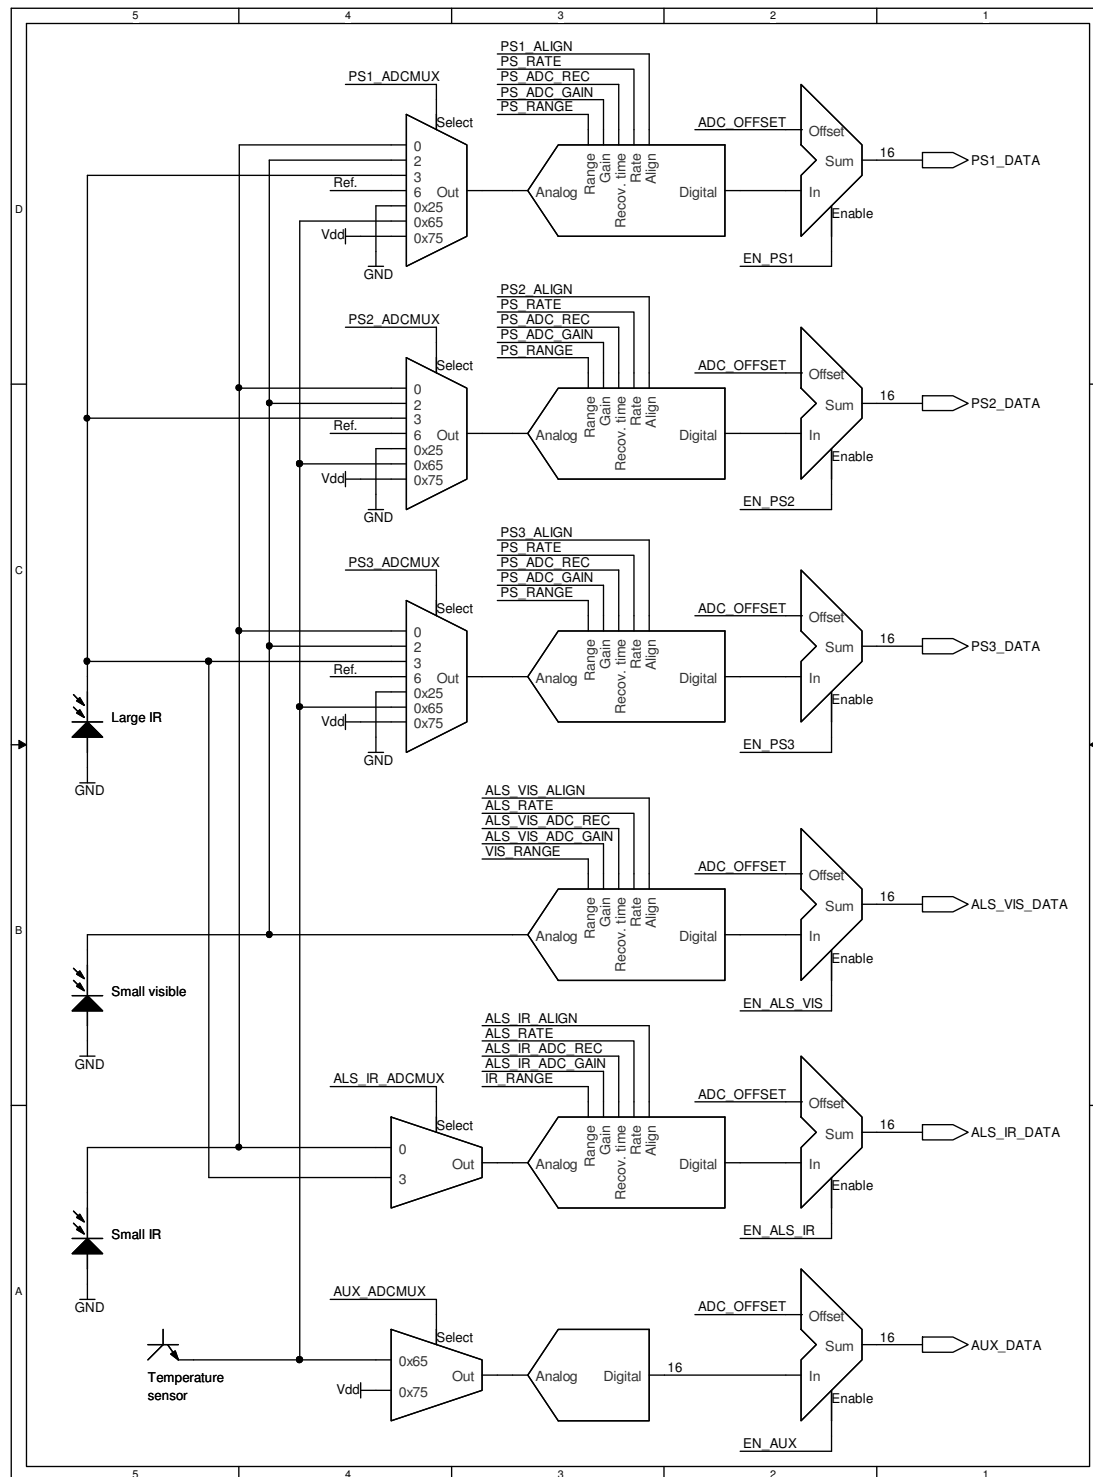 5 4 3 2 1
PS1_ALIGN
PS_RATE
PS_ADC_REC
PS_ADC_GAIN
PS_RANGE
PS1_ADCMUX
Select
0
2
3
6
0x25
0x65
0x75
Out
Ref.
Vdd
GND
Analog
Range
Gain
Recov. time
Rate
Align
Digital
ADC_OFFSET
Offset
Sum
In
Enable
EN_PS1
16
PS1_DATA
D
PS2_ALIGN
PS_RATE
PS_ADC_REC
PS_ADC_GAIN
PS_RANGE
PS2_ADCMUX
Select
0
2
3
6
0x25
0x65
0x75
Out
Ref.
Vdd
GND
Analog
Range
Gain
Recov. time
Rate
Align
Digital
ADC_OFFSET
Offset
Sum
In
Enable
EN_PS2
16
PS2_DATA
C
PS3_ALIGN
PS_RATE
PS_ADC_REC
PS_ADC_GAIN
PS_RANGE
PS3_ADCMUX
Select
0
2
3
6
0x25
0x65
0x75
Out
Ref.
Vdd
GND
Analog
Range
Gain
Recov. time
Rate
Align
Digital
ADC_OFFSET
Offset
Sum
In
Enable
EN_PS3
16
PS3_DATA
Large IR
GND
ALS_VIS_ALIGN
ALS_RATE
ALS_VIS_ADC_REC
ALS_VIS_ADC_GAIN
VIS_RANGE
Analog
Range
Gain
Recov. time
Rate
Align
Digital
ADC_OFFSET
Offset
Sum
In
Enable
EN_ALS_VIS
16
ALS_VIS_DATA
B
Small visible
GND
ALS_IR_ALIGN
ALS_RATE
ALS_IR_ADC_REC
ALS_IR_ADC_GAIN
IR_RANGE
ALS_IR_ADCMUX
Select
0
3
Out
Analog
Range
Gain
Recov. time
Rate
Align
Digital
ADC_OFFSET
Offset
Sum
In
Enable
EN_ALS_IR
16
ALS_IR_DATA
Small IR
GND
A
AUX_ADCMUX
Select
0x65
0x75
Out
Vdd
Temperature
sensor
Analog
Digital
16
ADC_OFFSET
Offset
Sum
In
Enable
EN_AUX
16
AUX_DATA
5 4 3 2 1